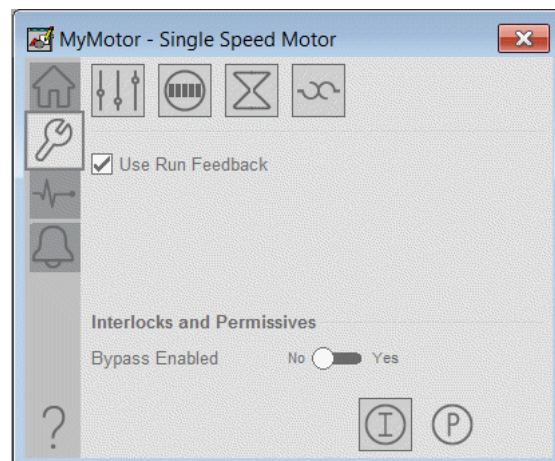 MyMotor - Single Speed Motor
Use Run Feedback
Interlocks and Permissives
Bypass Enabled No Yes
?
I P